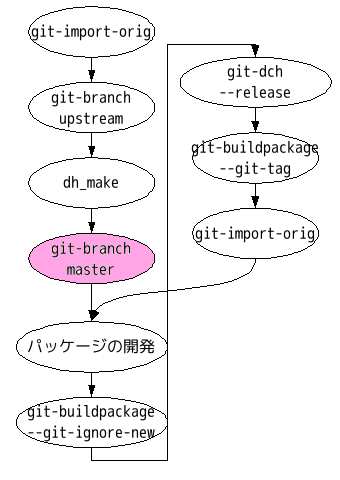 git-import-orig
git-branch
upstream
dh_make
git-branch
master
パッケージの開発
git-buildpackage
--git-ignore-new
git-dch
--release
git-buildpackage
--git-tag
git-import-orig